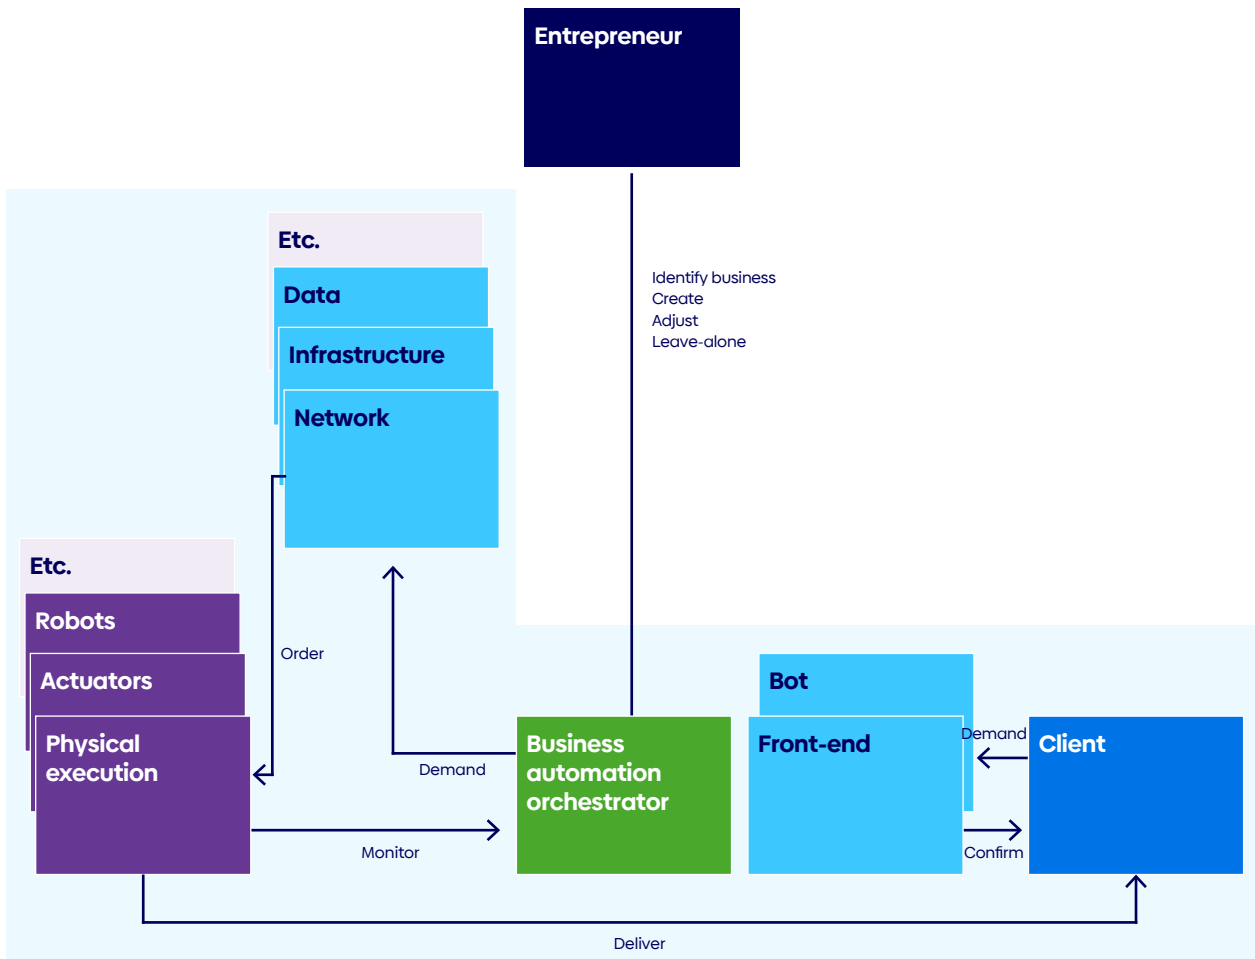 Entrepreneur
Identify business
Create
Adjust
Leave-alone
Etc.
Data
Infrastructure
Network
Etc.
Robots
Actuators
Physical
execution
Order
Demand
Monitor
Business
automation
orchestrator
Bot
Front-end
Demand
Confirm
Client
Deliver